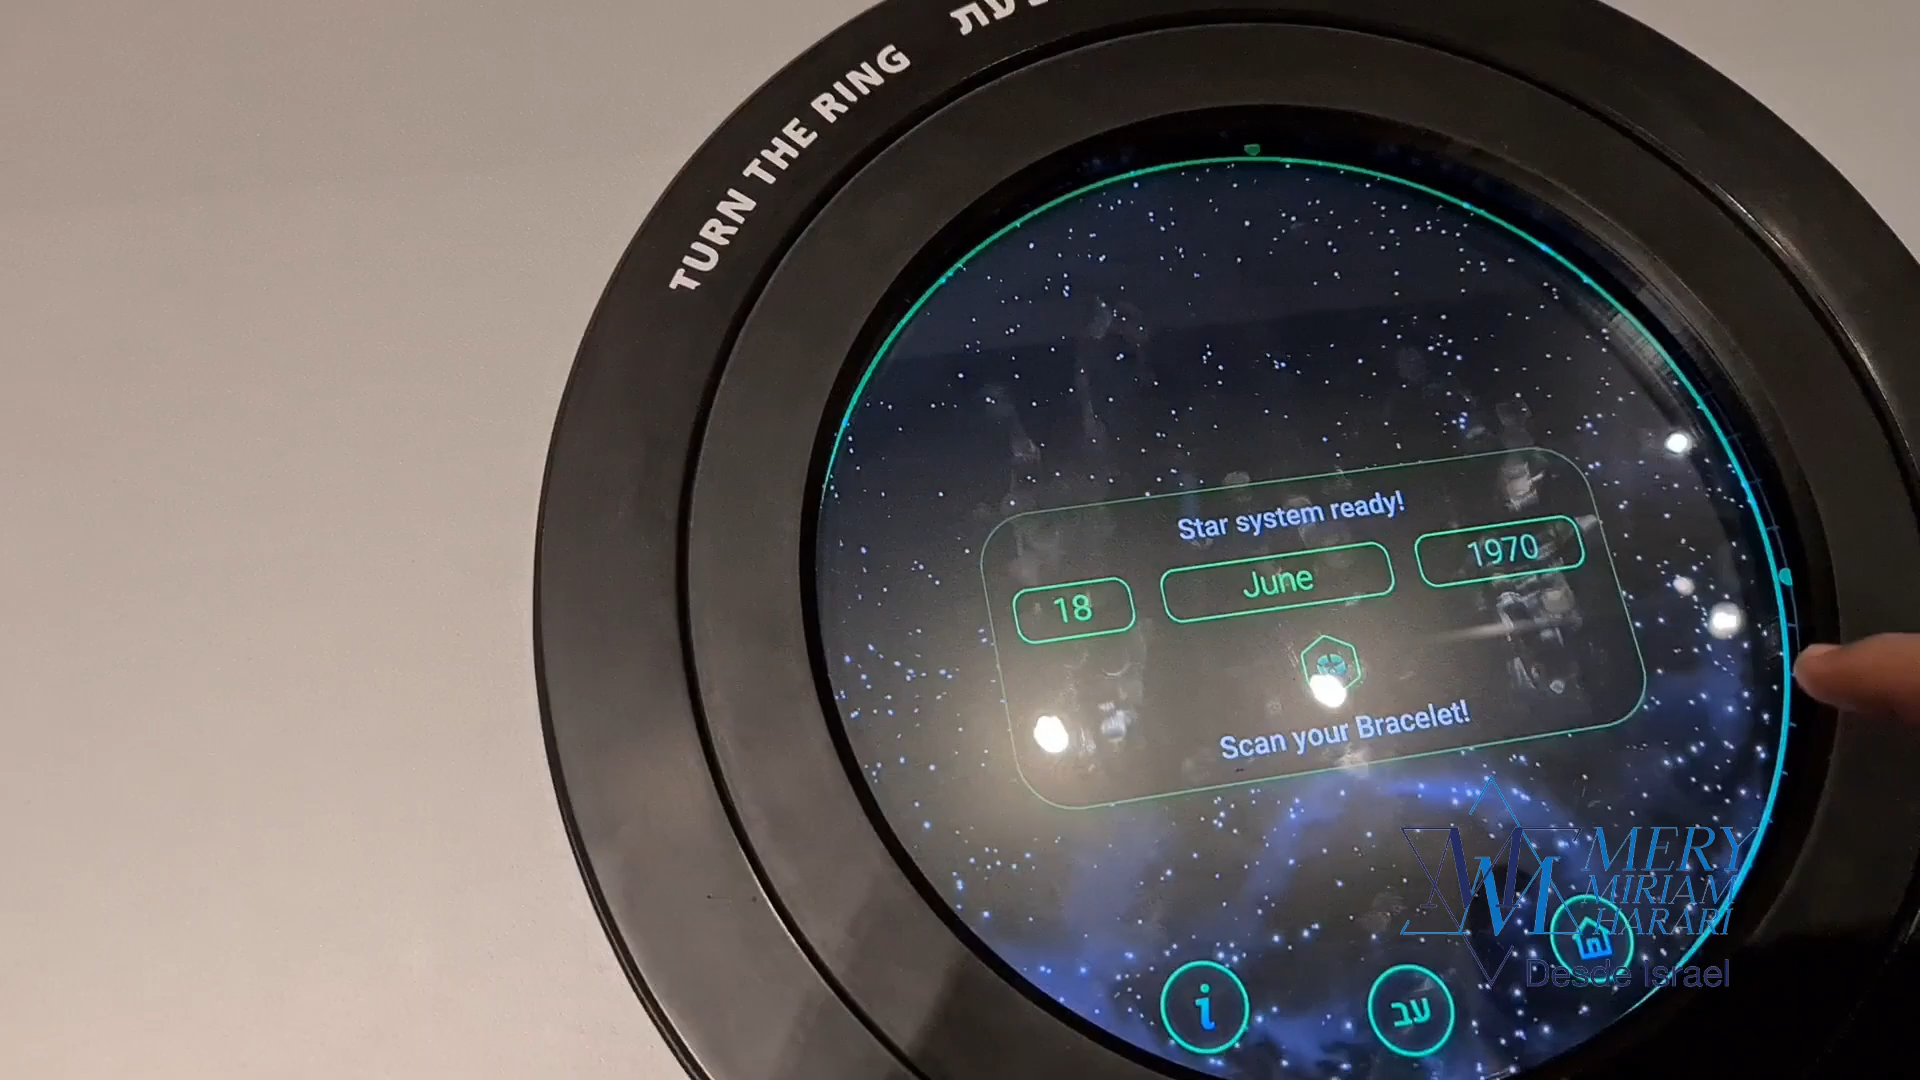 TURN THE RING
Star system ready!
18 June 1970
Scan your Bracelet!
i
עב
MERY
MIRIAM
HARARI
Desde Israel